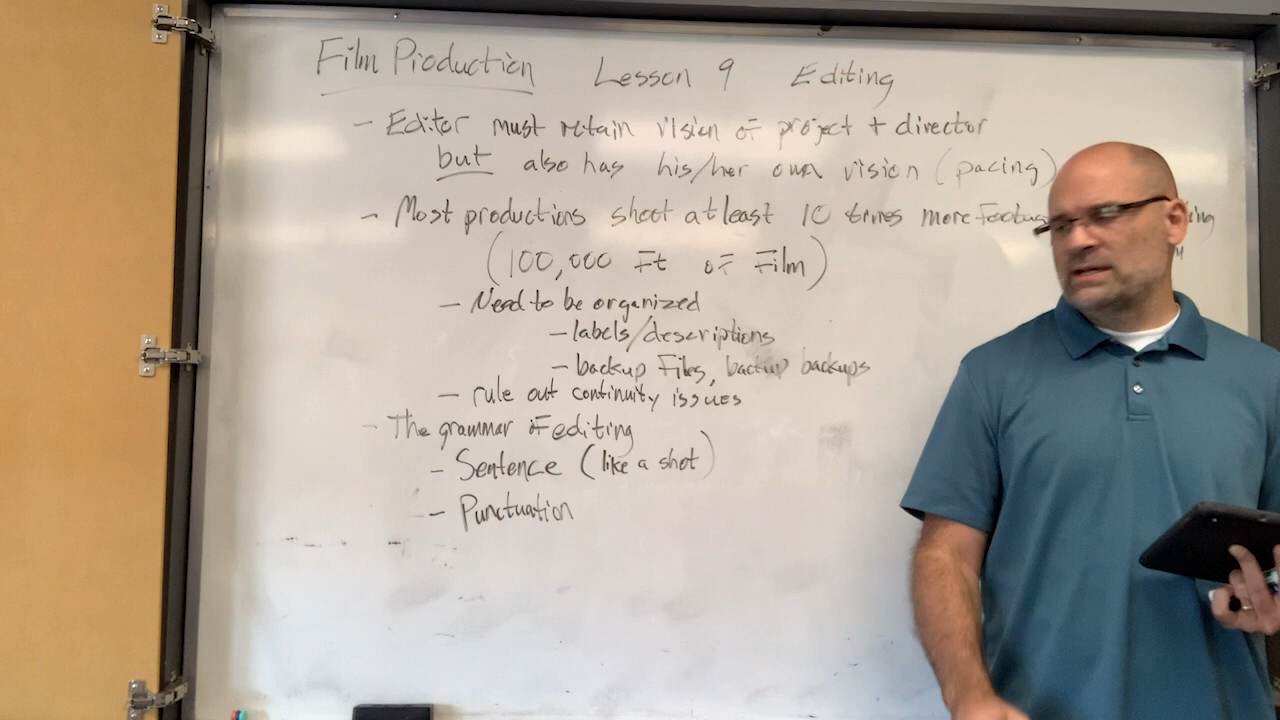 Film Production Lesson 9 Editing
- Editor must retain vision of project + director
but also has his/her own vision (pacing)
- Most productions shoot at least 10 times more
(100,000 Ft of Film)
- Need to be organized
- labels/descriptions
- backup Files, backup backups
- rule out continuity issues
- The grammar of editing
- Sentence (like a shot)
- Punctuation